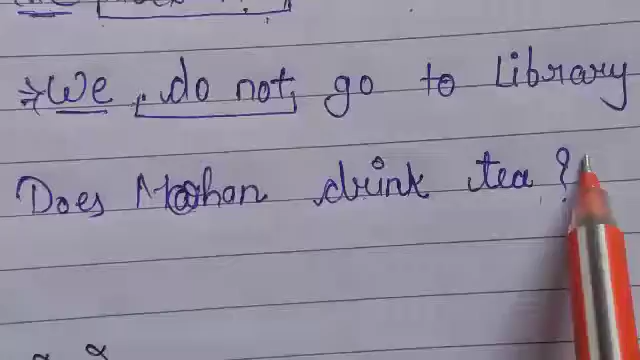 ⇒ We do not go to Library
Does Mohan drink tea?